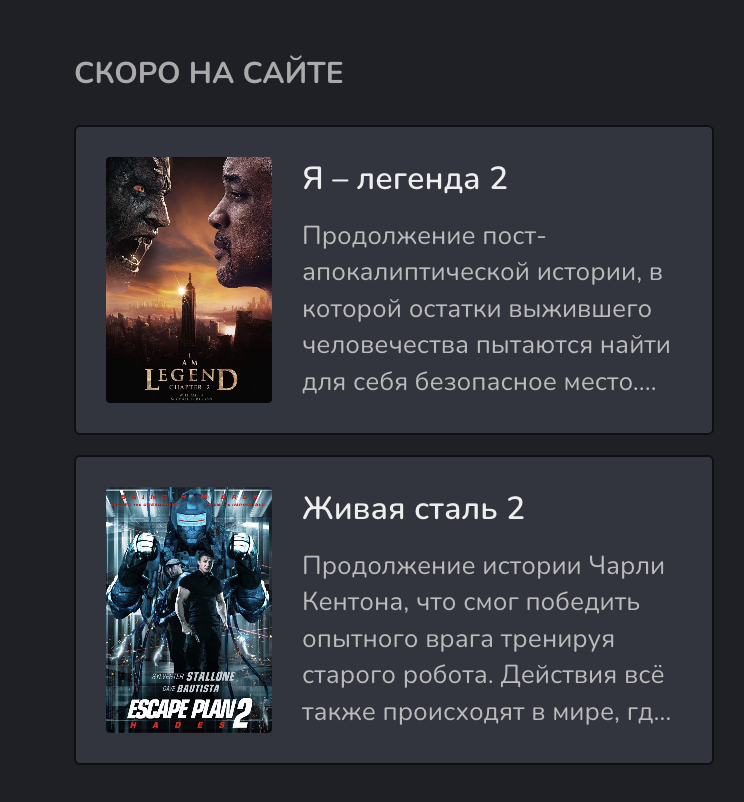 СКОРО НА САЙТЕ
Я – легенда 2
Продолжение пост-
апокалиптической истории, в
которой остатки выжившего
человечества пытаются найти
для себя безопасное место....
I
AM
LEGEND
CHAPTER 2
Живая сталь 2
Продолжение истории Чарли
Кентона, что смог победить
опытного врага тренируя
старого робота. Действия всё
также происходят в мире, гд...
SYLVESTER STALLONE
DAVE BAUTISTA
ESCAPE PLAN 2
HADES